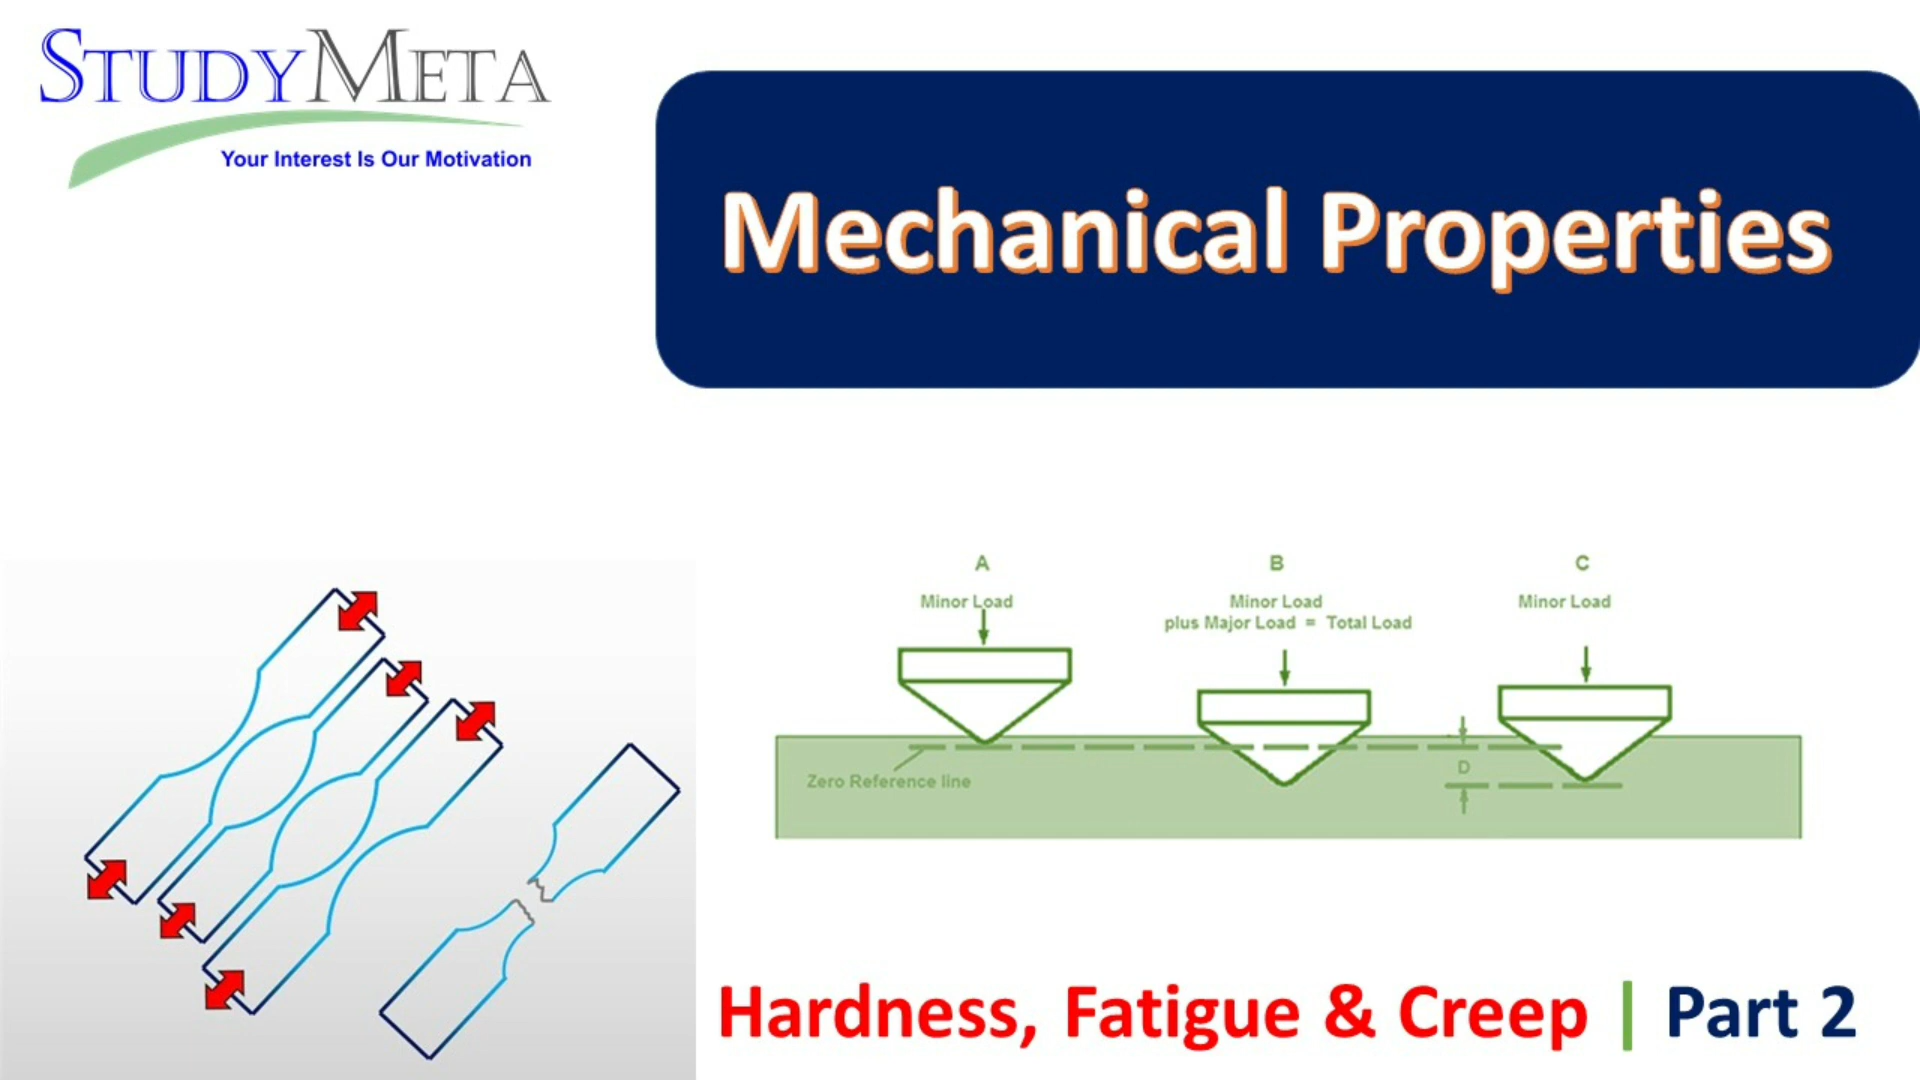 STUDYMETA
Your Interest Is Our Motivation
Mechanical Properties
A
Minor Load
B
Minor Load
plus Major Load = Total Load
C
Minor Load
Zero Reference line
D
Hardness, Fatigue & Creep | Part 2